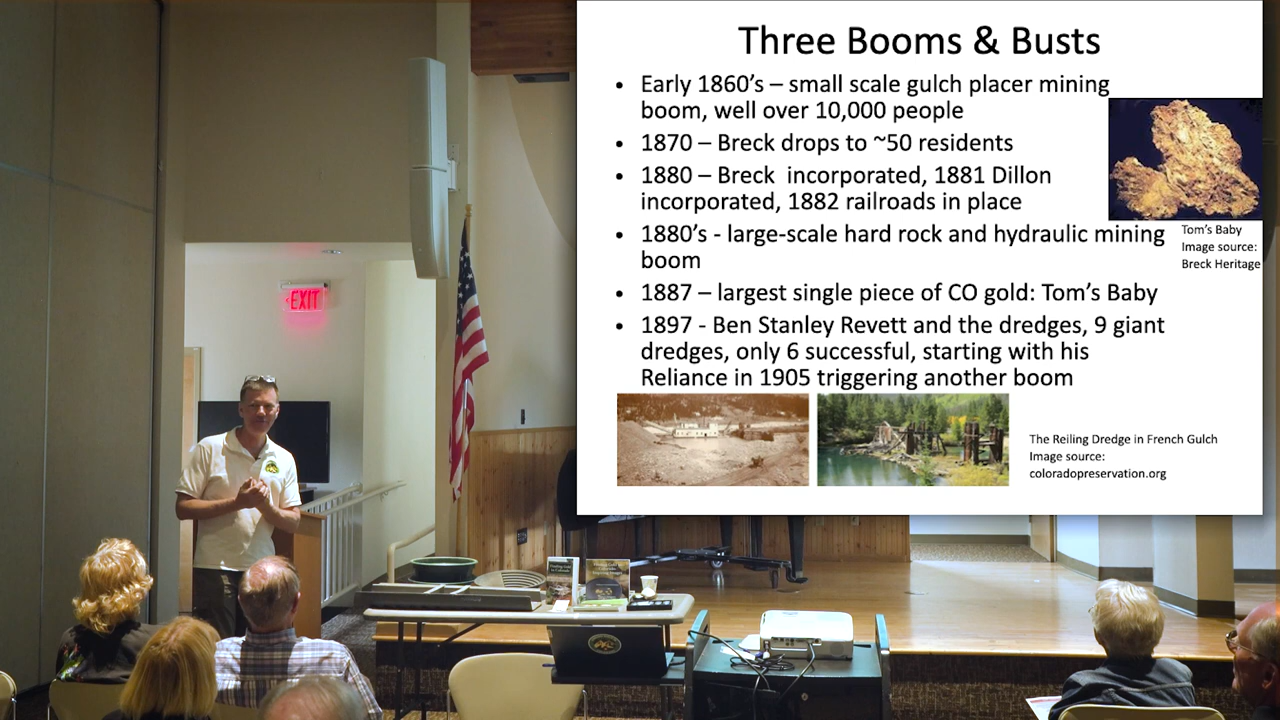 Three Booms & Busts
• Early 1860's – small scale gulch placer mining
boom, well over 10,000 people
• 1870 – Breck drops to ~50 residents
• 1880 – Breck  incorporated, 1881 Dillon
incorporated, 1882 railroads in place
• 1880's - large-scale hard rock and hydraulic mining
boom
• 1887 – largest single piece of CO gold: Tom's Baby
• 1897 - Ben Stanley Revett and the dredges, 9 giant
dredges, only 6 successful, starting with his
Reliance in 1905 triggering another boom
Tom's Baby
Image source:
Breck Heritage
The Reiling Dredge in French Gulch
Image source:
coloradopreservation.org
EXIT